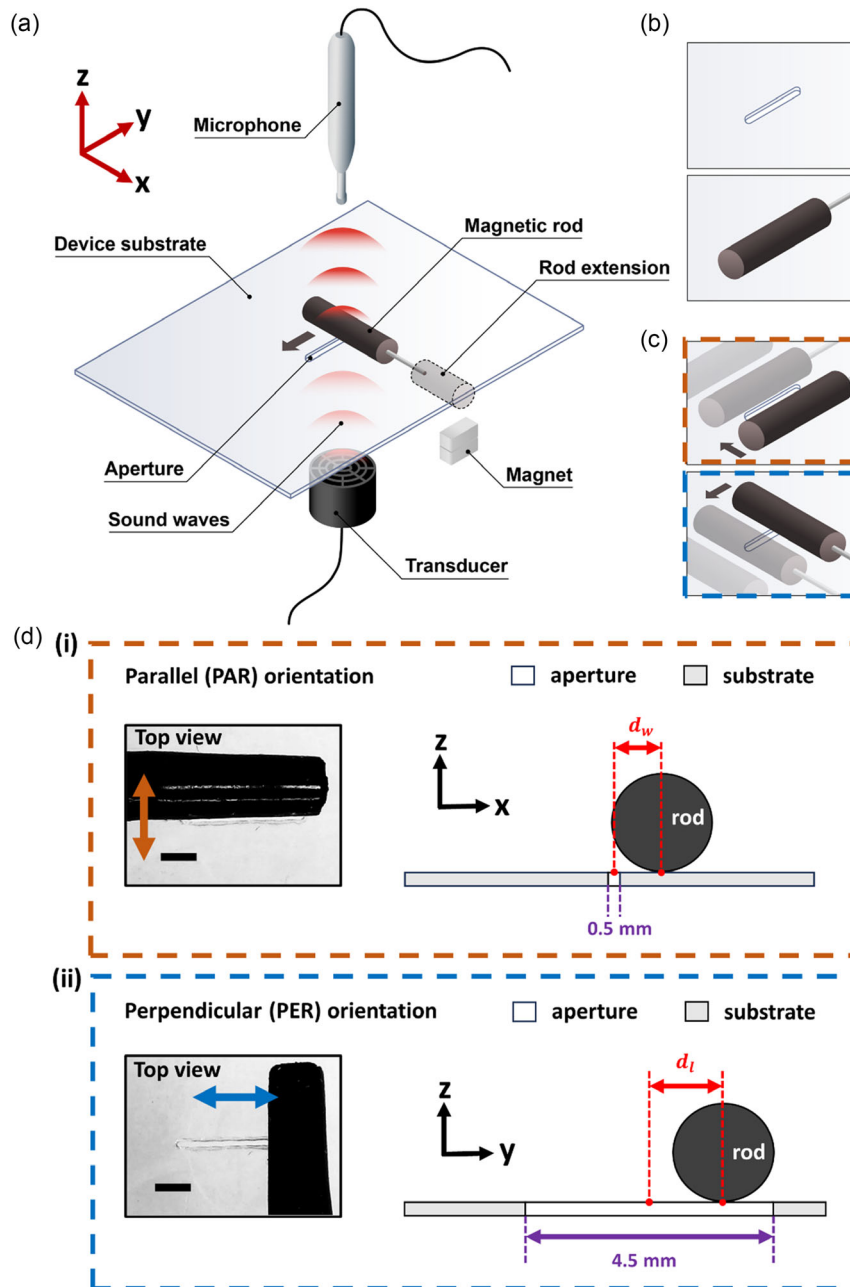 (a)
z
y
x
Microphone
Device substrate
Magnetic rod
Rod extension
Aperture
Sound waves
Magnet
Transducer
(b)
(c)
(d)
(i)
Parallel (PAR) orientation
aperture
substrate
Top view
z
x
d_w
rod
0.5 mm
(ii)
Perpendicular (PER) orientation
aperture
substrate
Top view
z
y
d_l
rod
4.5 mm